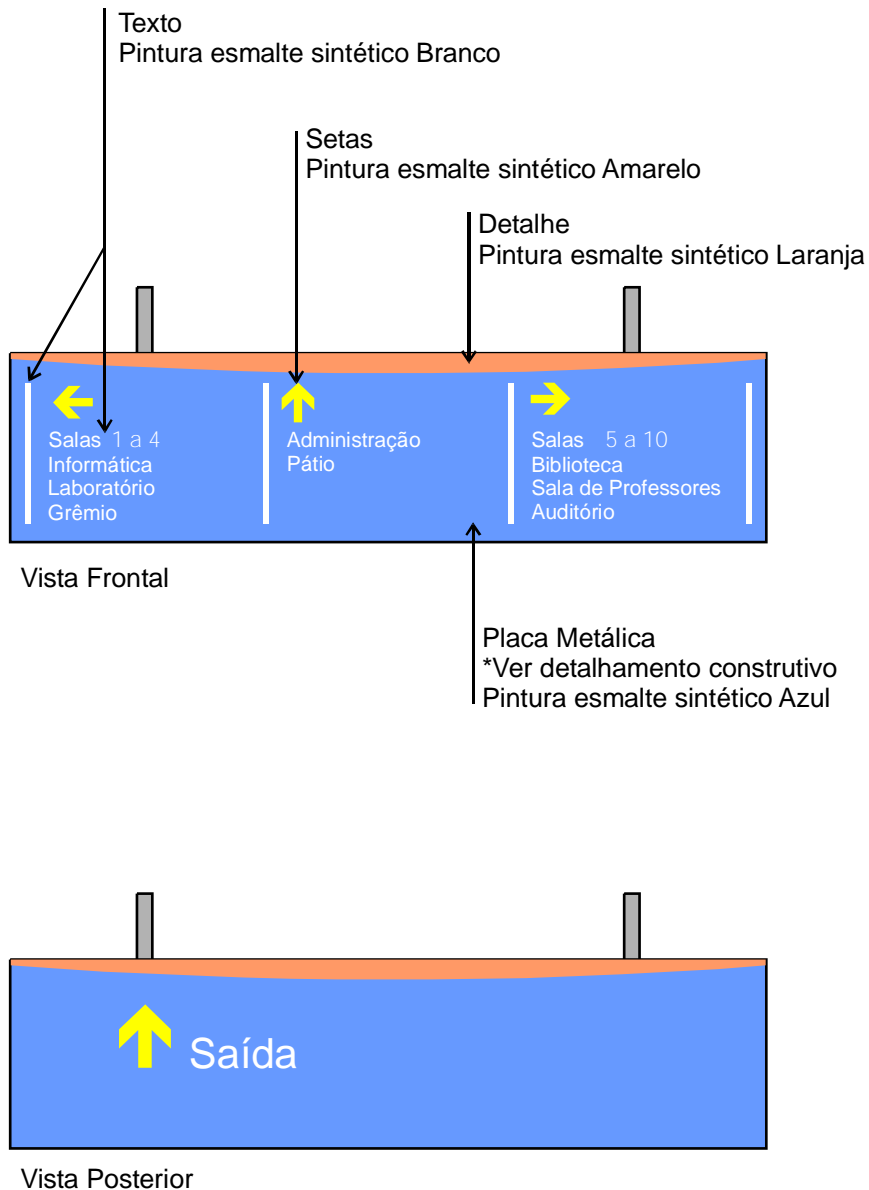 Texto
Pintura esmalte sintético Branco
Setas
Pintura esmalte sintético Amarelo
Detalhe
Pintura esmalte sintético Laranja
Salas 1 a 4
Informática
Laboratório
Grêmio
Administração
Pátio
Salas 5 a 10
Biblioteca
Sala de Professores
Auditório
Vista Frontal
Placa Metálica
*Ver detalhamento construtivo
Pintura esmalte sintético Azul
Saída
Vista Posterior